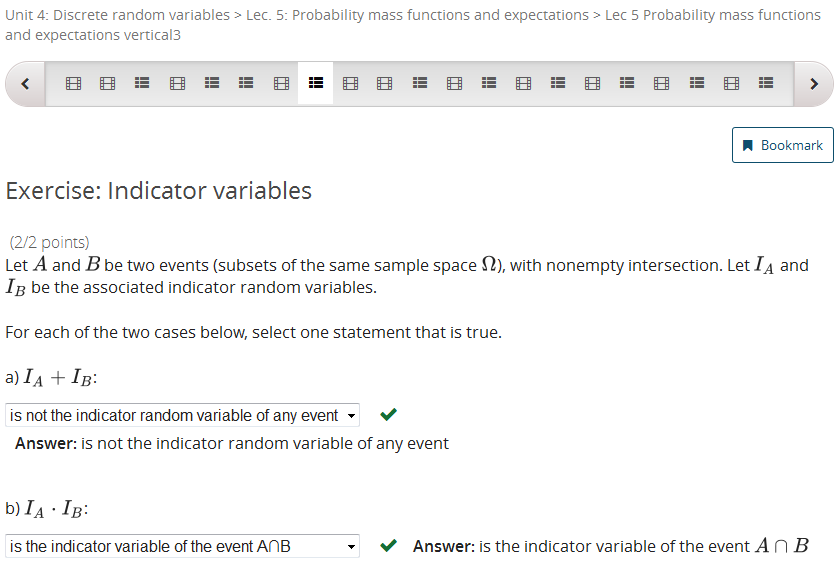 Unit 4: Discrete random variables > Lec. 5: Probability mass functions and expectations > Lec 5 Probability mass functions
and expectations vertical3
Bookmark
Exercise: Indicator variables
(2/2 points)
Let A and B be two events (subsets of the same sample space Ω), with nonempty intersection. Let I_A and
I_B be the associated indicator random variables.
For each of the two cases below, select one statement that is true.
a) I_A + I_B:
is not the indicator random variable of any event
Answer: is not the indicator random variable of any event
b) I_A · I_B:
is the indicator variable of the event A∩B Answer: is the indicator variable of the event A ∩ B